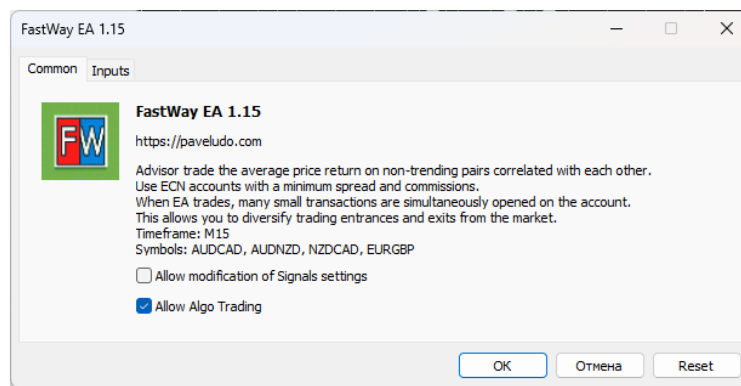 FastWay EA 1.15
Common
Inputs
FW
FastWay EA 1.15
https://paveludo.com
Advisor trade the average price return on non-trending pairs correlated with each other.
Use ECN accounts with a minimum spread and commissions.
When EA trades, many small transactions are simultaneously opened on the account.
This allows you to diversify trading entrances and exits from the market.
Timeframe: M15
Symbols: AUDCAD, AUDNZD, NZDCAD, EURGBP
Allow modification of Signals settings
Allow Algo Trading
OK
Отмена
Reset